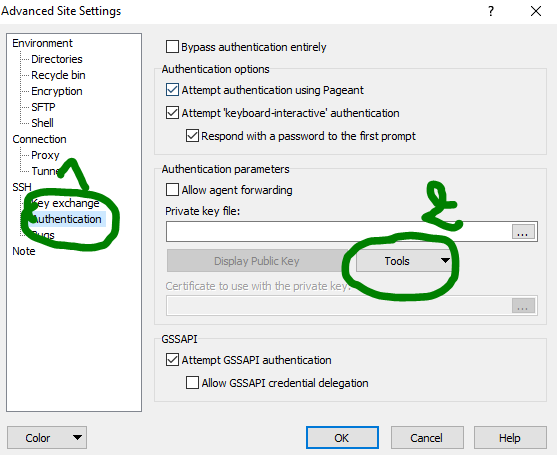 Advanced Site Settings
Environment
Directories
Recycle bin
Encryption
SFTP
Shell
Connection
Proxy
Tunnel
SSH
Key exchange
Authentication
Bugs
Note
Bypass authentication entirely
Authentication options
Attempt authentication using Pageant
Attempt 'keyboard-interactive' authentication
Respond with a password to the first prompt
Authentication parameters
Allow agent forwarding
Private key file:
...
Display Public Key
Tools
Certificate to use with the private key:
...
GSSAPI
Attempt GSSAPI authentication
Allow GSSAPI credential delegation
Color
OK
Cancel
Help